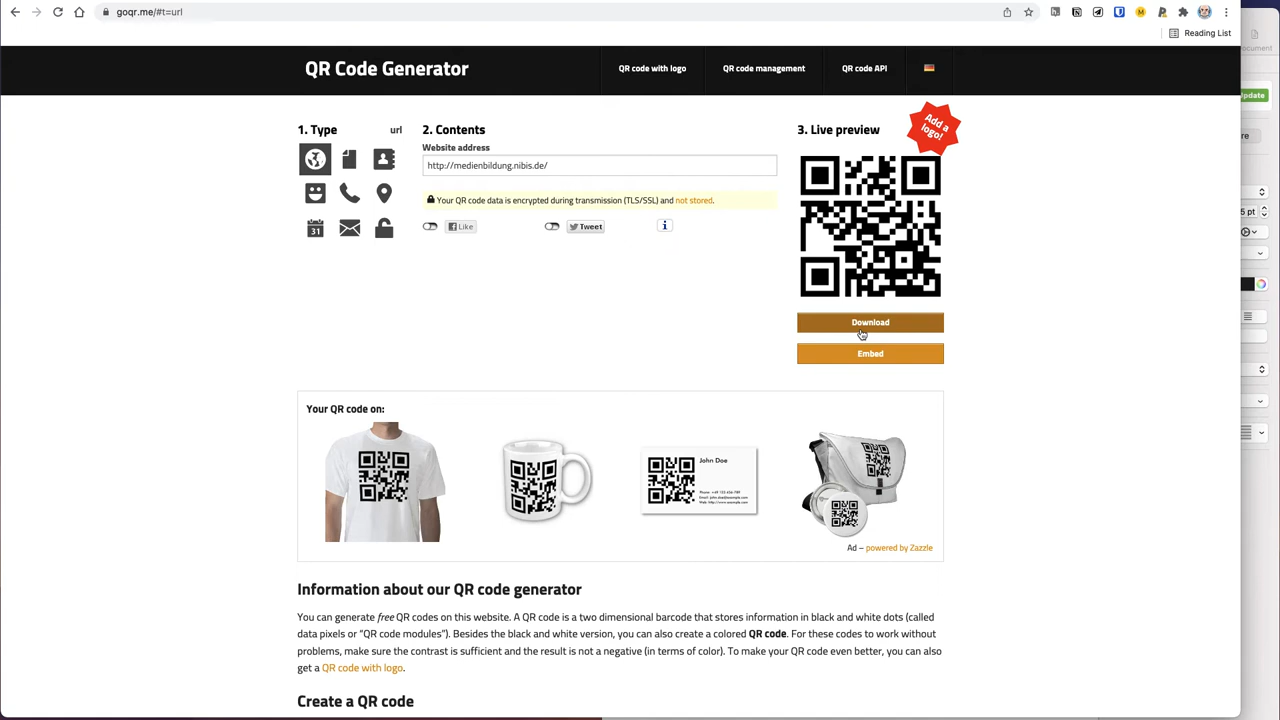 goqr.me/#t=url
Reading List
QR Code Generator
QR code with logo
QR code management
QR code API
1. Type
url
2. Contents
3. Live preview
Add a logo!
Website address
http://medienbildung.nibis.de/
Your QR code data is encrypted during transmission (TLS/SSL) and not stored.
Like
Tweet
i
31
Download
Embed
Your QR code on:
John Doe
Ad – powered by Zazzle
Information about our QR code generator
You can generate free QR codes on this website. A QR code is a two dimensional barcode that stores information in black and white dots (called
data pixels or “QR code modules”). Besides the black and white version, you can also create a colored QR code. For these codes to work without
problems, make sure the contrast is sufficient and the result is not a negative (in terms of color). To make your QR code even better, you can also
get a QR code with logo.
Create a QR code